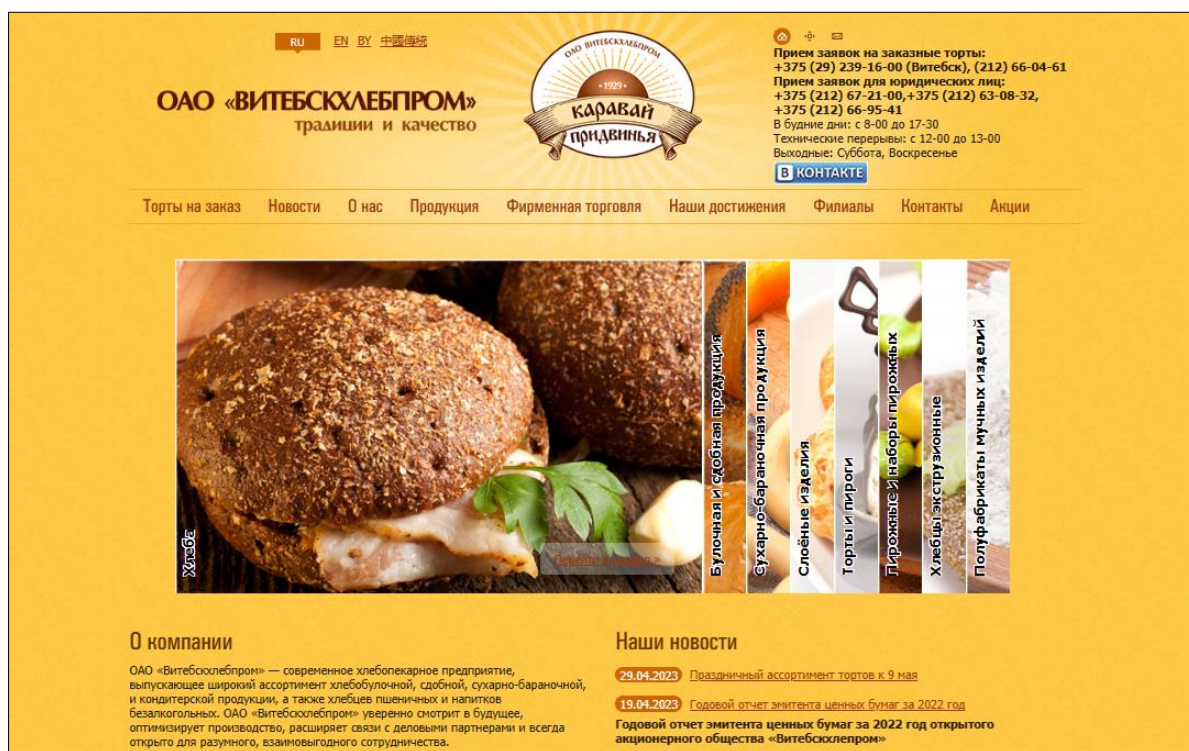 RU EN BY 中國傳統
ОАО «ВИТЕБСКХЛЕБПРОМ»
традиции и качество
ОАО ВИТЕБСКХЛЕБПРОМ
•1929•
каравай
придвинья
Прием заявок на заказные торты:
+375 (29) 239-16-00 (Витебск), (212) 66-04-61
Прием заявок для юридических лиц:
+375 (212) 67-21-00,+375 (212) 63-08-32,
+375 (212) 66-95-41
В будние дни: с 8-00 до 17-30
Технические перерывы: с 12-00 до 13-00
Выходные: Суббота, Воскресенье
В КОНТАКТЕ
Торты на заказ Новости О нас Продукция Фирменная торговля Наши достижения Филиалы Контакты Акции
Хлеба
Булочная и сдобная продукция
Сухарно-бараночная продукция
Слоёные изделия
Торты и пироги
Пирожные и наборы пирожных
Хлебцы экструзионные
Полуфабрикаты мучных изделий
О компании
ОАО «Витебскхлебпром» — современное хлебопекарное предприятие,
выпускающее широкий ассортимент хлебобулочной, сдобной, сухарно-бараночной,
и кондитерской продукции, а также хлебцев пшеничных и напитков
безалкогольных. ОАО «Витебскхлебпром» уверенно смотрит в будущее,
оптимизирует производство, расширяет связи с деловыми партнерами и всегда
открыто для разумного, взаимовыгодного сотрудничества.
Наши новости
29.04.2023 Праздничный ассортимент тортов к 9 мая
19.04.2023 Годовой отчет эмитента ценных бумаг за 2022 год
Годовой отчет эмитента ценных бумаг за 2022 год открытого
акционерного общества «Витебскхлепром»